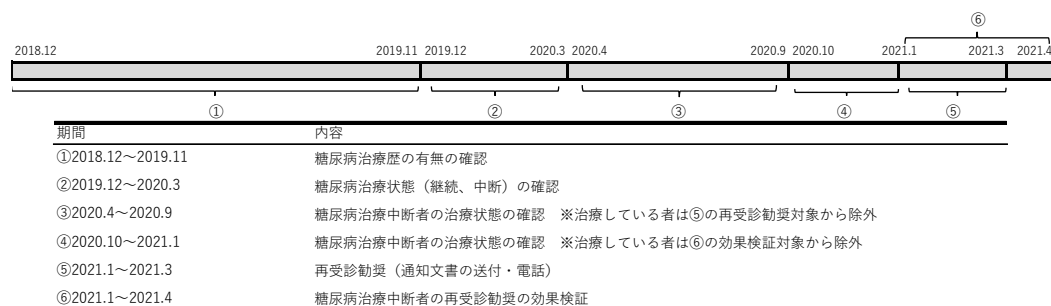 ⑥
2018.12 2019.11 2019.12 2020.3 2020.4 2020.9 2020.10 2021.1 2021.3 2021.4
① ② ③ ④ ⑤
期間 内容
①2018.12～2019.11 糖尿病治療歴の有無の確認
②2019.12～2020.3 糖尿病治療状態（継続、中断）の確認
③2020.4～2020.9 糖尿病治療中断者の治療状態の確認 ※治療している者は⑤の再受診勧奨対象から除外
④2020.10～2021.1 糖尿病治療中断者の治療状態の確認 ※治療している者は⑥の効果検証対象から除外
⑤2021.1～2021.3 再受診勧奨（通知文書の送付・電話）
⑥2021.1～2021.4 糖尿病治療中断者の再受診勧奨の効果検証